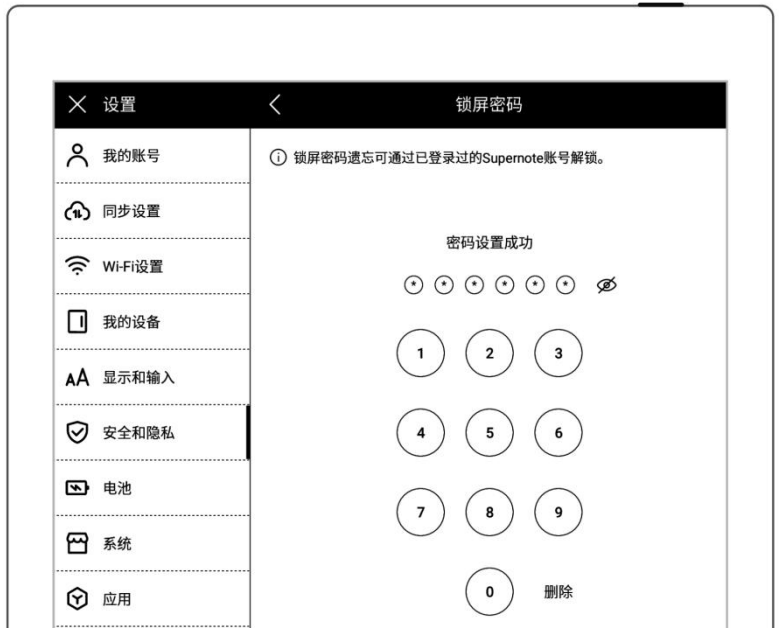 设置
锁屏密码
我的账号
同步设置
Wi-Fi设置
我的设备
AA 显示和输入
安全和隐私
电池
系统
应用
锁屏密码遗忘可通过已登录过的Supernote账号解锁。
密码设置成功
* * * * * *
1 2 3
4 5 6
7 8 9
0 删除